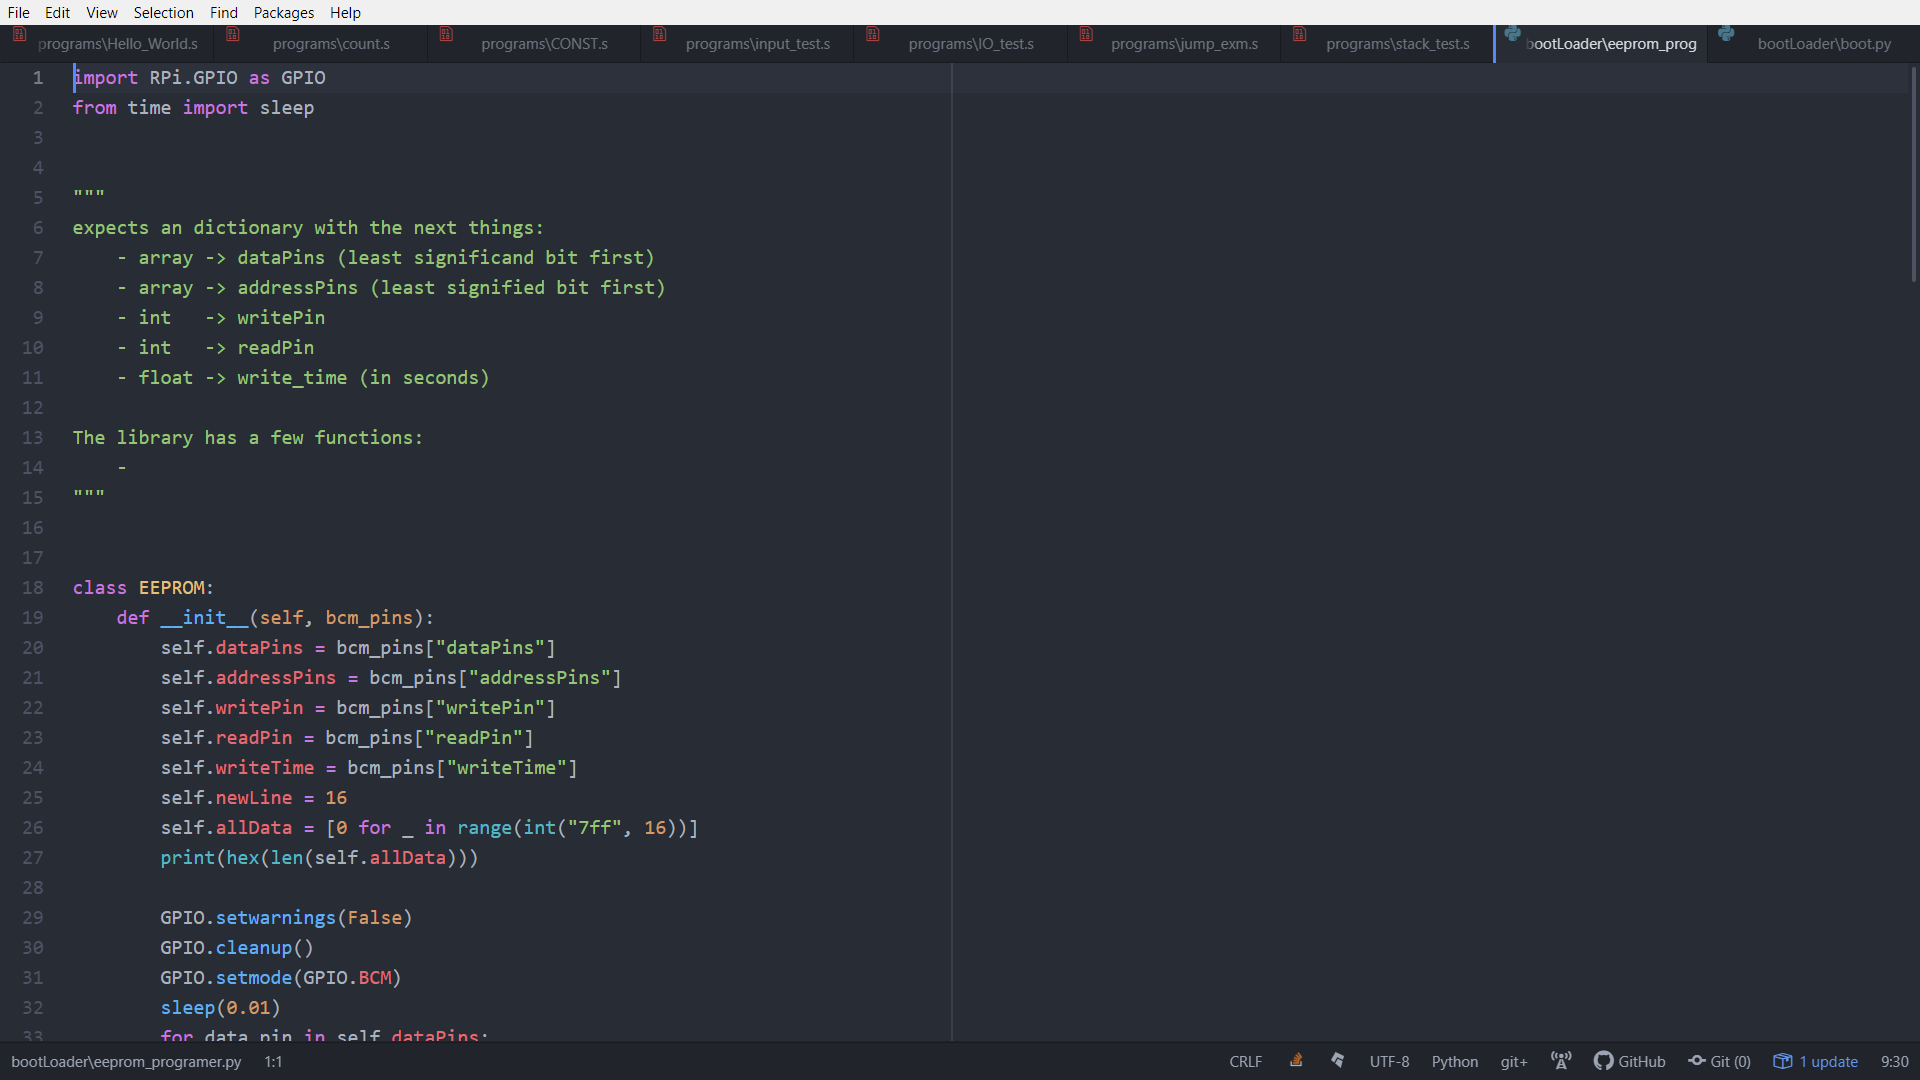 File Edit View Selection Find Packages Help
programs\Hello_World.s programs\count.s programs\CONST.s programs\input_test.s programs\IO_test.s programs\jump_exm.s programs\stack_test.s bootLoader\eeprom_prog bootLoader\boot.py
1 import RPi.GPIO as GPIO
2 from time import sleep
3
4
5 """
6 expects an dictionary with the next things:
7     - array -> dataPins (least significand bit first)
8     - array -> addressPins (least signified bit first)
9     - int   -> writePin
10     - int   -> readPin
11     - float -> write_time (in seconds)
12
13 The library has a few functions:
14     -
15 """
16
17
18 class EEPROM:
19     def __init__(self, bcm_pins):
20         self.dataPins = bcm_pins["dataPins"]
21         self.addressPins = bcm_pins["addressPins"]
22         self.writePin = bcm_pins["writePin"]
23         self.readPin = bcm_pins["readPin"]
24         self.writeTime = bcm_pins["writeTime"]
25         self.newLine = 16
26         self.allData = [0 for _ in range(int("7ff", 16))]
27         print(hex(len(self.allData)))
28
29         GPIO.setwarnings(False)
30         GPIO.cleanup()
31         GPIO.setmode(GPIO.BCM)
32         sleep(0.01)
33         for data_pin in self.dataPins:
bootLoader\eeprom_programer.py 1:1 CRLF UTF-8 Python git+ GitHub Git (0) 1 update 9:30